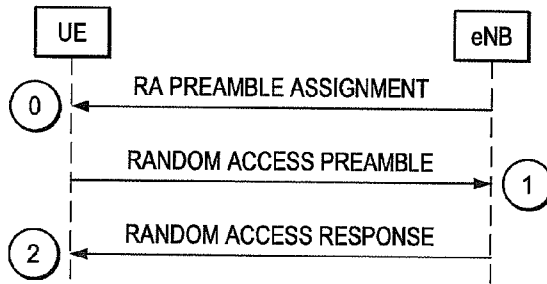 UE
eNB
RA PREAMBLE ASSIGNMENT
0
RANDOM ACCESS PREAMBLE
1
RANDOM ACCESS RESPONSE
2